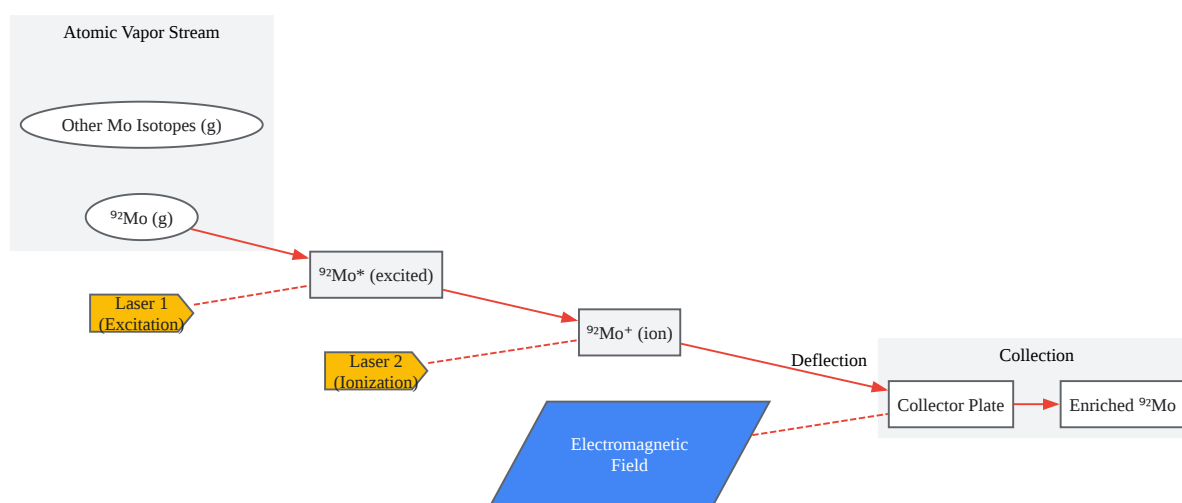 Atomic Vapor Stream
Other Mo Isotopes (g)
⁹²Mo (g)
⁹²Mo* (excited)
Laser 1
(Excitation)
⁹²Mo⁺ (ion)
Laser 2
(Ionization)
Deflection
Collection
Collector Plate
Enriched ⁹²Mo
Electromagnetic
Field